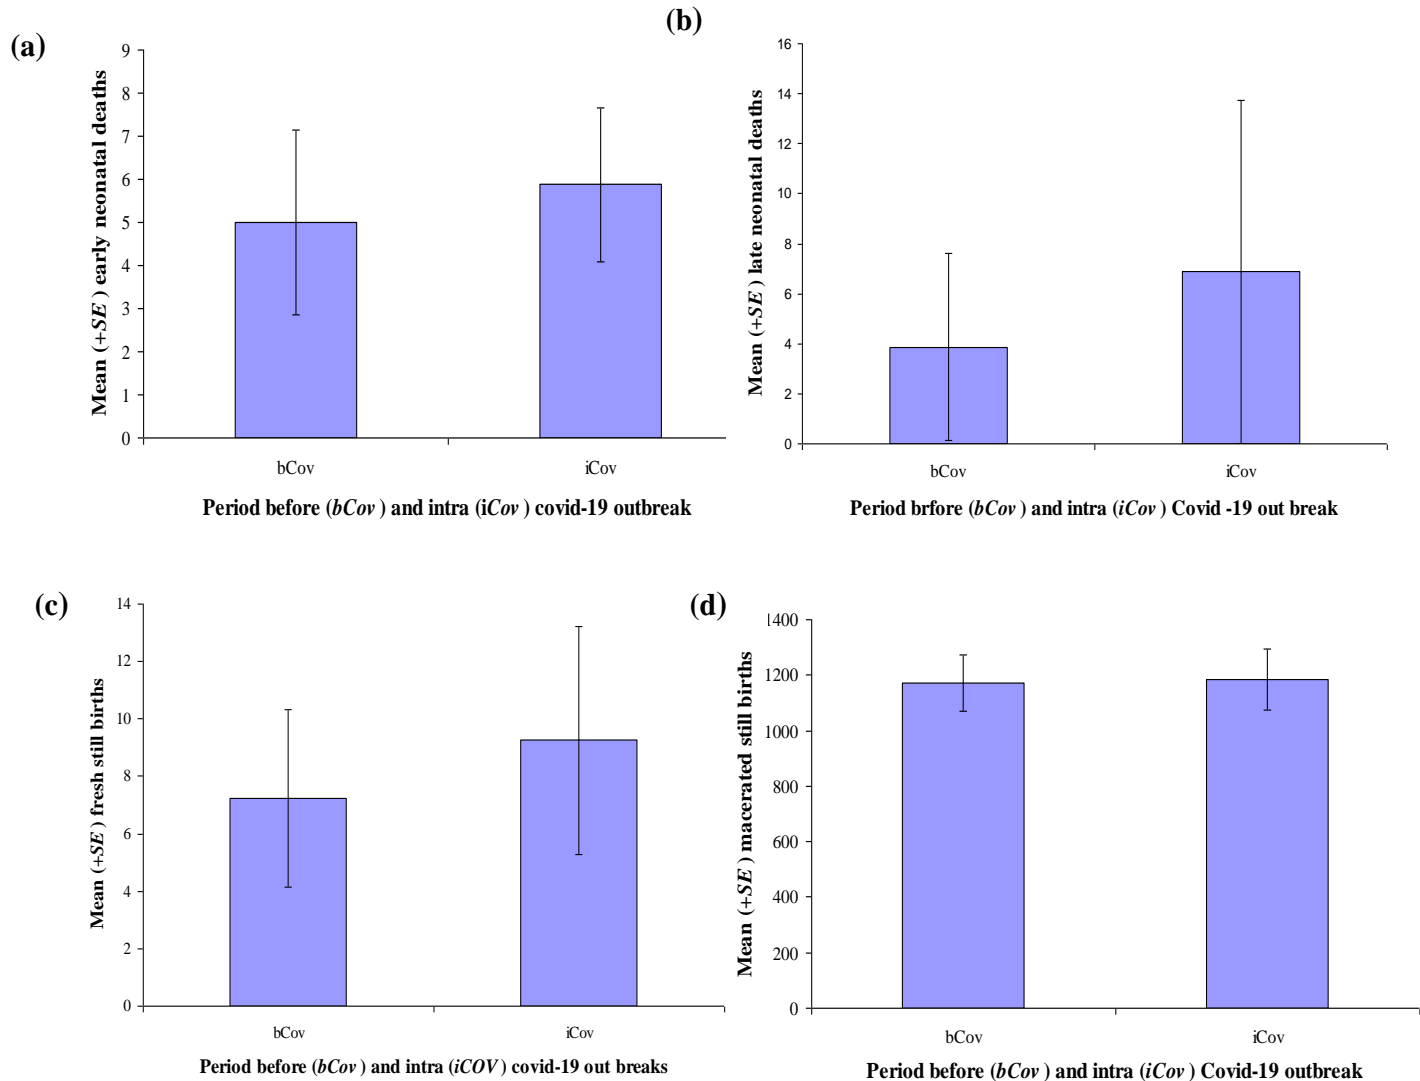 (a)
Mean (+SE ) early neonatal deaths
9
8
7
6
5
4
3
2
1
0
bCov
iCov
Period before (bCov ) and intra (iCov ) covid-19 outbreak
(b)
Mean (+SE ) late neonatal deaths
16
14
12
10
8
6
4
2
0
bCov
iCov
Period brfore (bCov ) and intra (iCov ) Covid -19 out break
(c)
Mean (+SE ) fresh still births
14
12
10
8
6
4
2
0
bCov
iCov
Period before (bCov ) and intra (iCOV ) covid-19 out breaks
(d)
Mean (+SE ) macerated still births
1400
1200
1000
800
600
400
200
0
bCov
iCov
Period before (bCov ) and intra (iCov ) Covid-19 outbreak